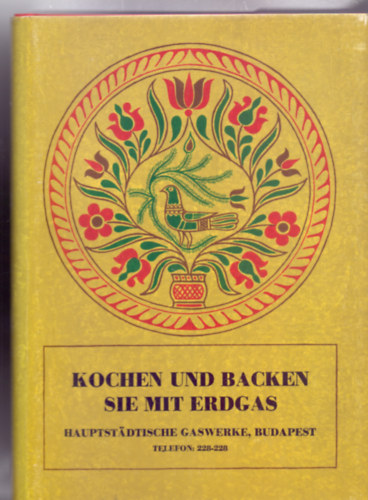 KOCHEN UND BACKEN
SIE MIT ERDGAS
HAUPTSTÄDTISCHE GASWERKE, BUDAPEST
TELEFON: 228-228